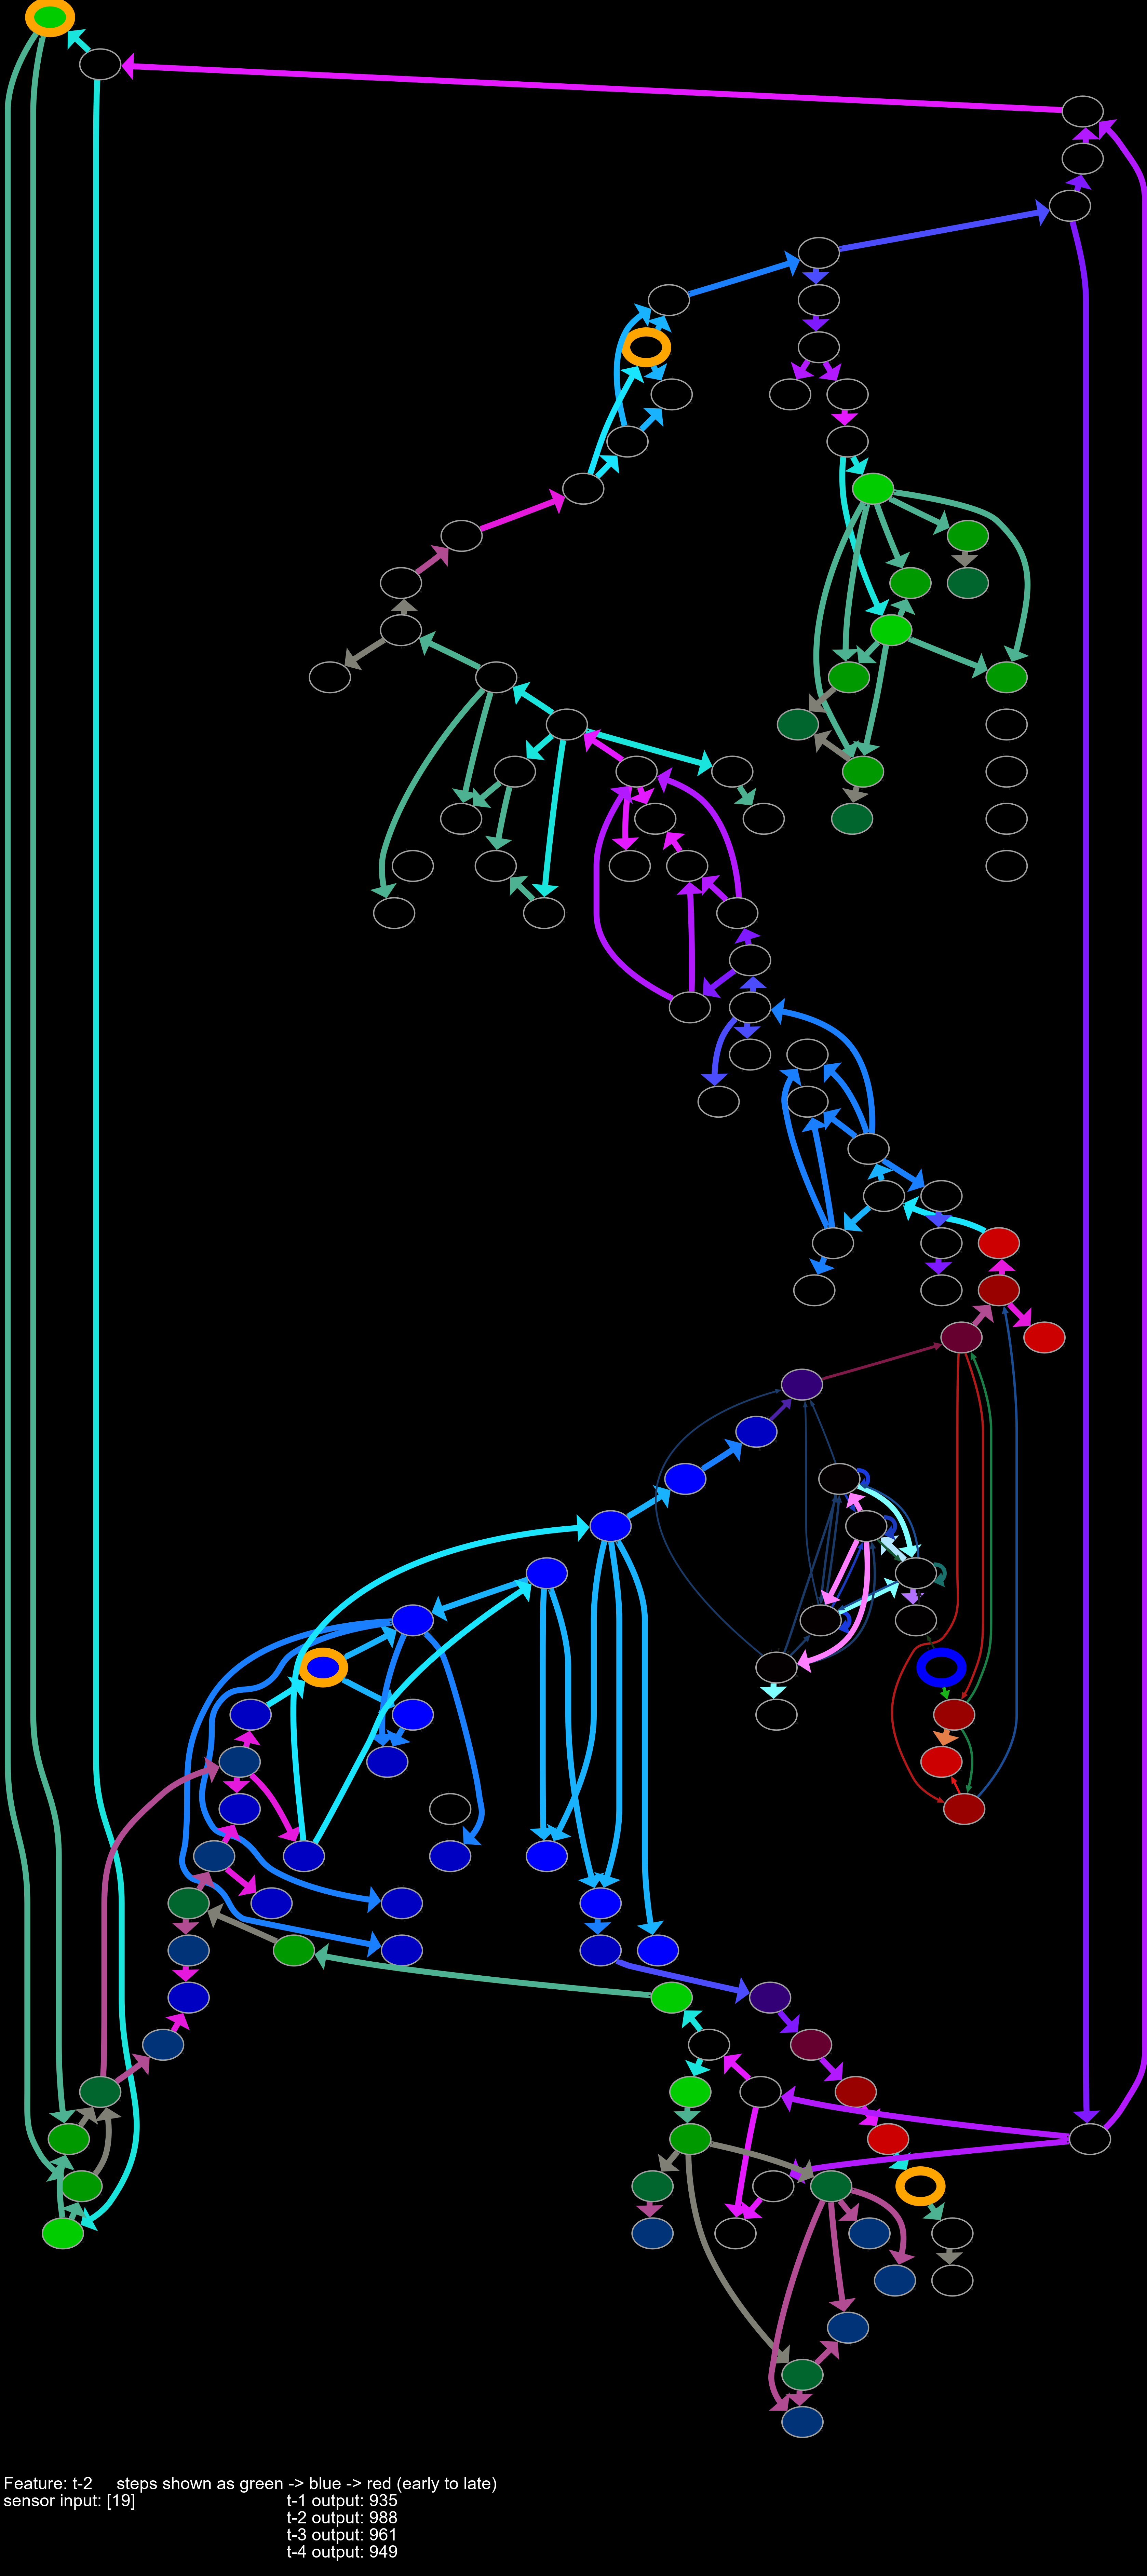 Feature: t-2 steps shown as green -> blue -> red (early to late)
sensor input: [19] t-1 output: 935
t-2 output: 988
t-3 output: 961
t-4 output: 949